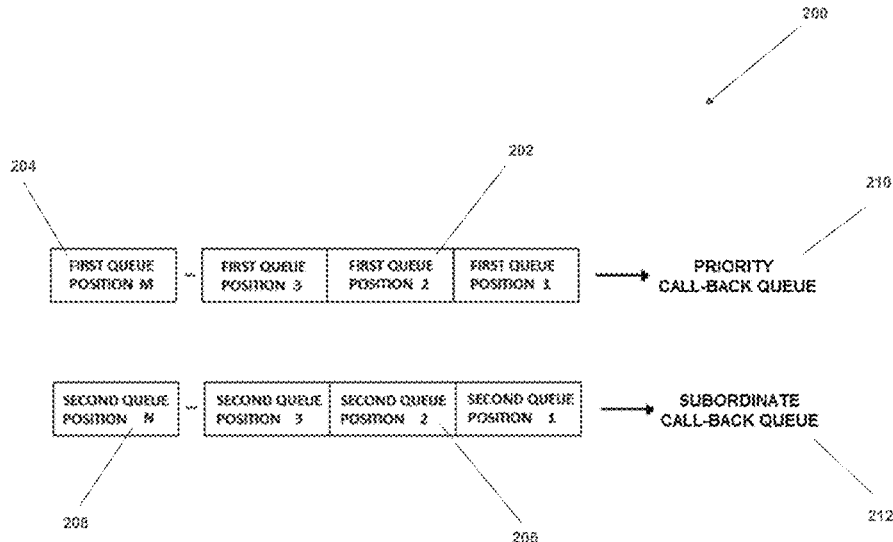 200
202
204
210
FIRST QUEUE POSITION M
FIRST QUEUE POSITION 3
FIRST QUEUE POSITION 2
FIRST QUEUE POSITION 1
PRIORITY
CALL-BACK QUEUE
SECOND QUEUE POSITION N
SECOND QUEUE POSITION 3
SECOND QUEUE POSITION 2
SECOND QUEUE POSITION 1
SUBORDINATE
CALL-BACK QUEUE
212